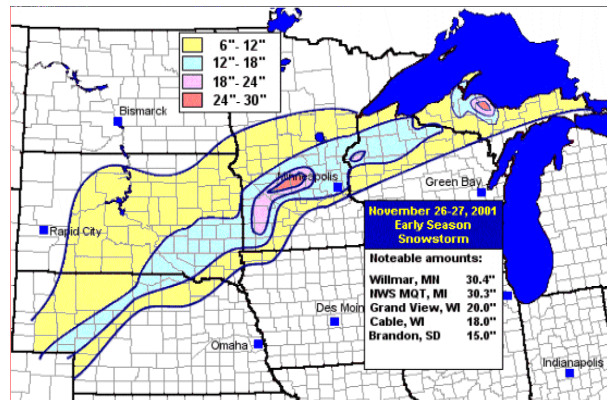 6"- 12"
12"- 18"
18"- 24"
24"- 30"
Bismarck
Minneapolis
Green Bay
Rapid City
November 26-27, 2001
Early Season
Snowstorm
Noteable amounts:
Willmar, MN 30.4"
NWS MQT, MI 30.3"
Grand View, WI 20.0"
Cable, WI 18.0"
Brandon, SD 15.0"
Des Moin
Omaha
Indianapolis